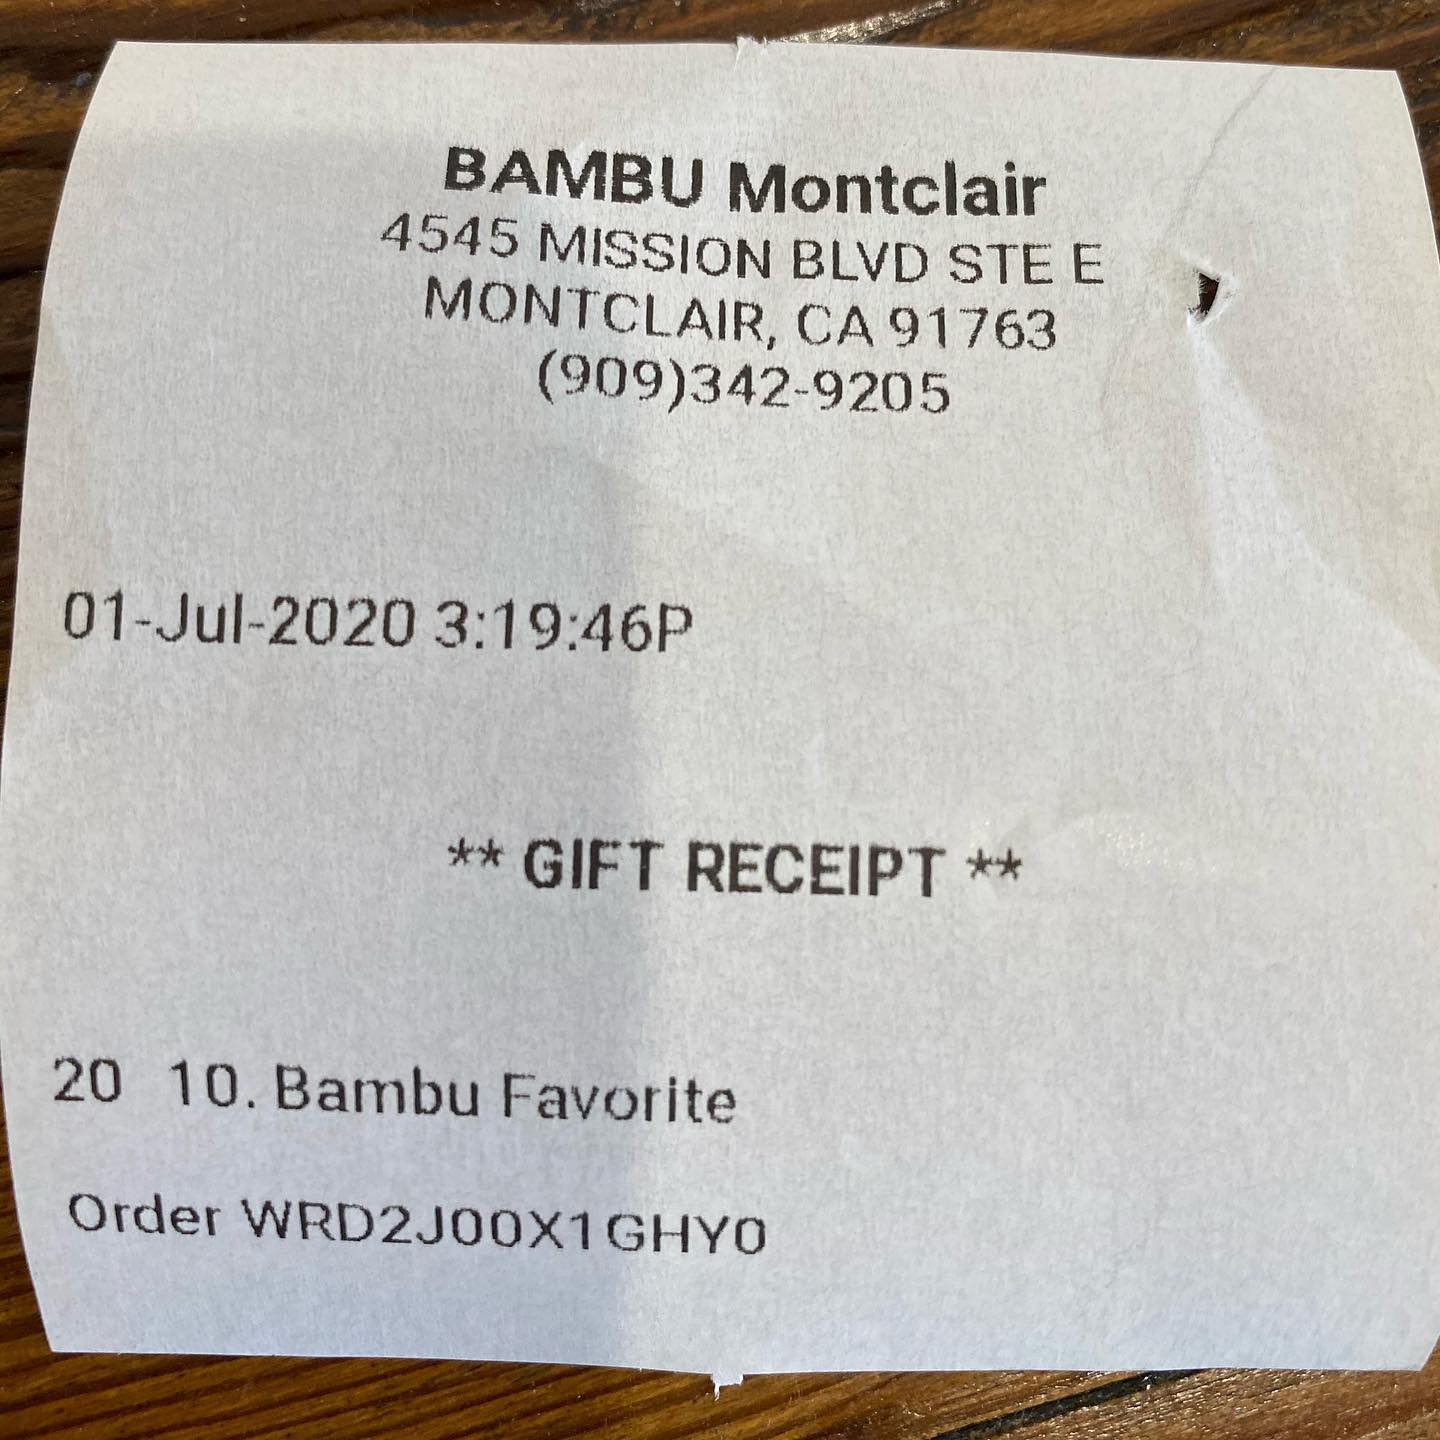 BAMBU Montclair
4545 MISSION BLVD STE E
MONTCLAIR, CA 91763
(909)342-9205
01-Jul-2020 3:19:46P
** GIFT RECEIPT **
20 10. Bambu Favorite
Order WRD2J00X1GHY0